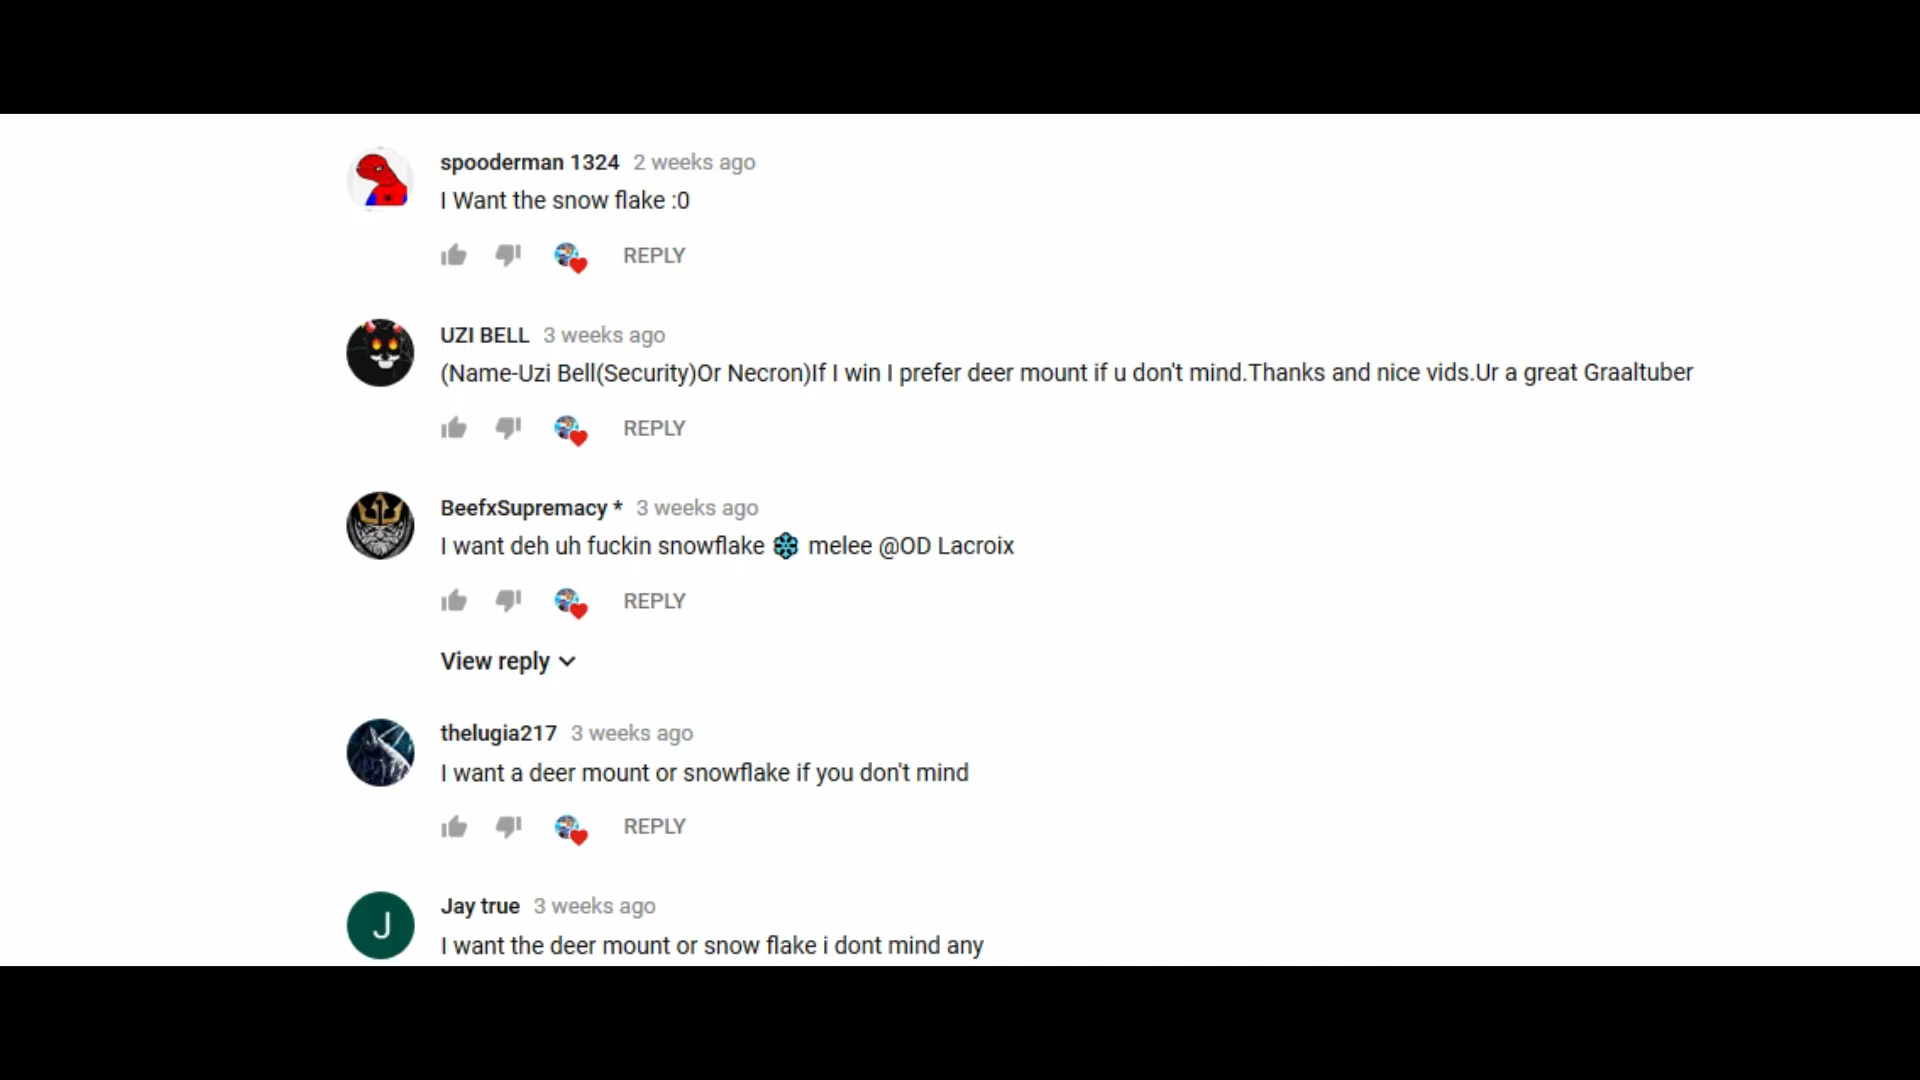 spooderman 1324 2 weeks ago
I Want the snow flake :0
REPLY
UZI BELL 3 weeks ago
(Name-Uzi Bell(Security)Or Necron)If I win I prefer deer mount if u don't mind.Thanks and nice vids.Ur a great Graaltuber
REPLY
BeefxSupremacy * 3 weeks ago
I want deh uh fuckin snowflake ❄ melee @OD Lacroix
REPLY
View reply
thelugia217 3 weeks ago
I want a deer mount or snowflake if you don't mind
REPLY
J
Jay true 3 weeks ago
I want the deer mount or snow flake i dont mind any